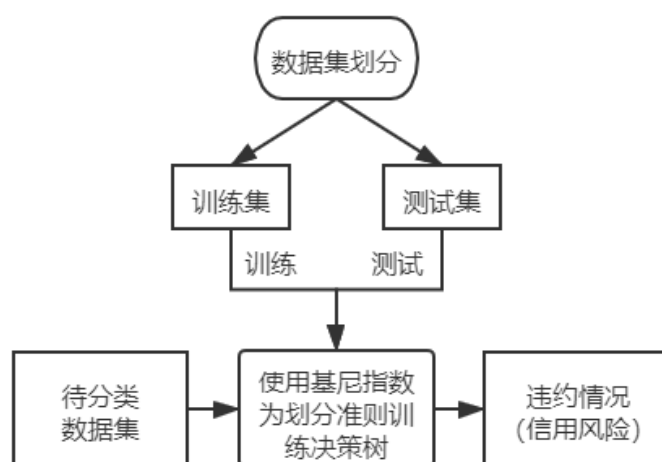 数据集划分
训练集
测试集
训练
测试
待分类
数据集
使用基尼指数
为划分准则训
练决策树
违约情况
(信用风险)